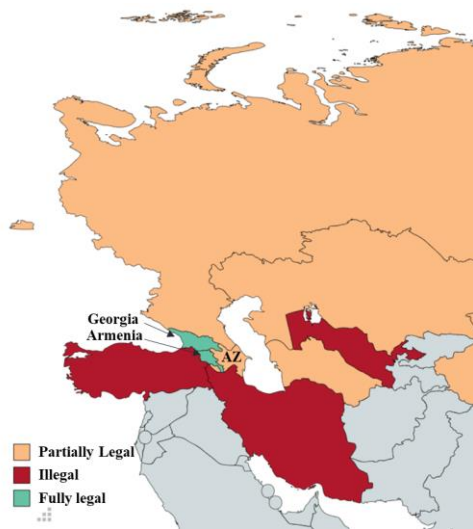 Georgia
Armenia
AZ
Partially Legal
Illegal
Fully legal